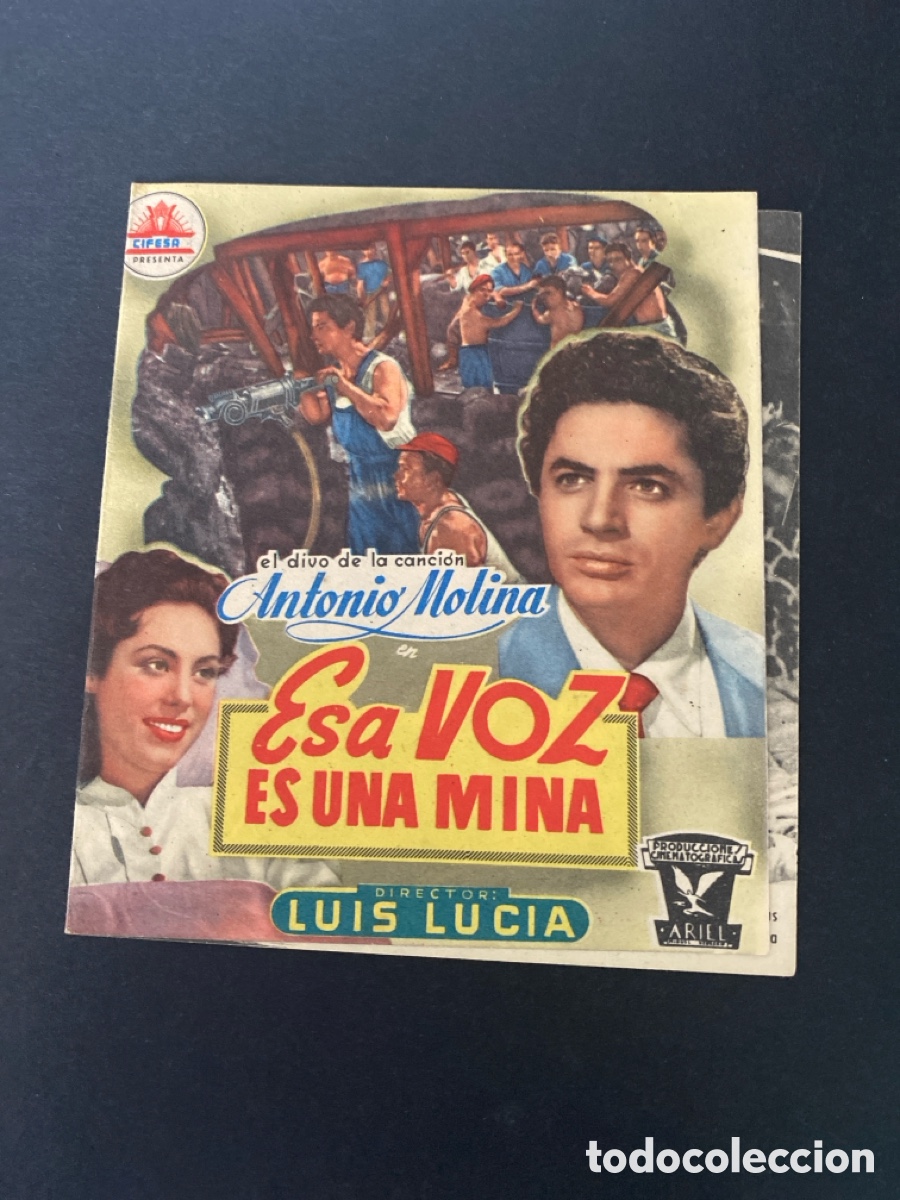 CIFESA
PRESENTA
el divo de la canción
Antonio Molina
en
Esa VOZ
ES UNA MINA
PRODUCCIONES
CINEMATOGRAFICAS
ARIEL
DIRECTOR:
LUIS LUCIA
todocoleccion